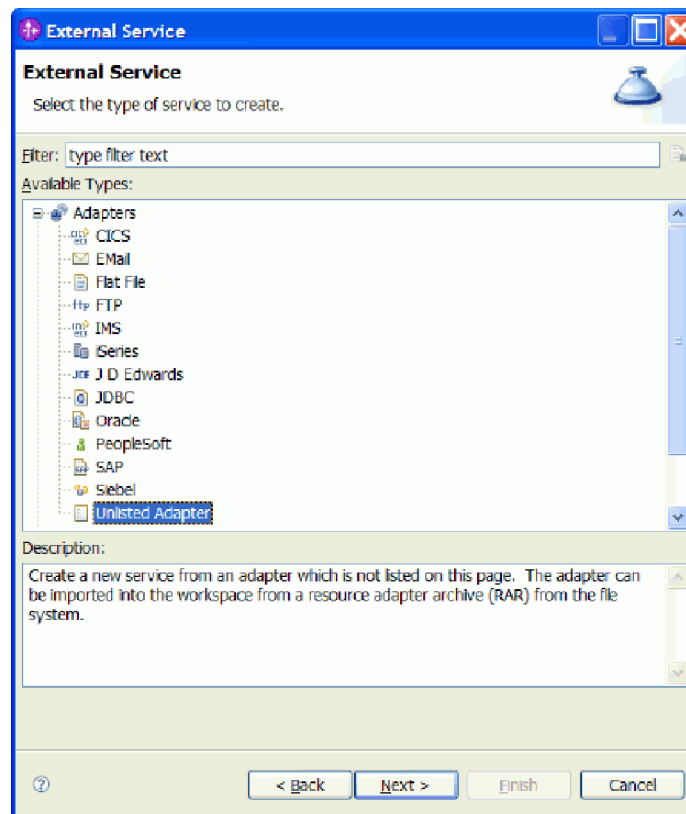 External Service
External Service
Select the type of service to create.
Filter: type filter text
Available Types:
Adapters
CICS
EMail
Flat File
FTP
IMS
iSeries
J D Edwards
JDBC
Oracle
PeopleSoft
SAP
Siebel
Unlisted Adapter
Description:
Create a new service from an adapter which is not listed on this page. The adapter can
be imported into the workspace from a resource adapter archive (RAR) from the file
system.
< Back Next > Finish Cancel